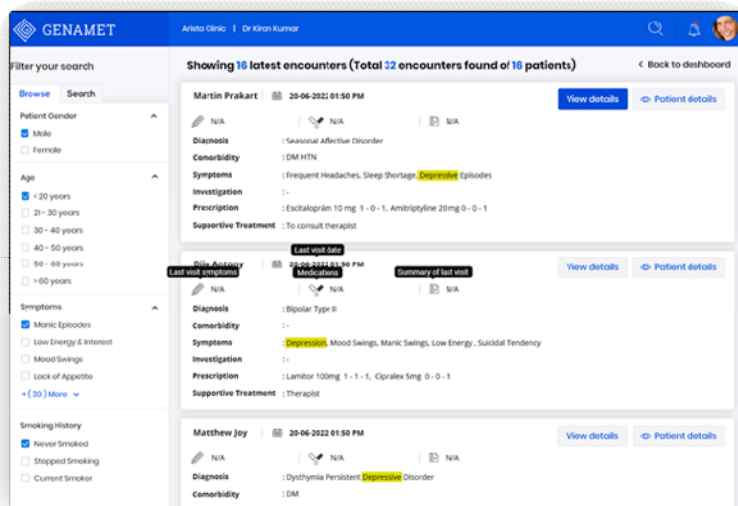 GENAMET
Arista Clinic | Dr Kiran Kumar
Filter your search
Browse Search
Patient Gender
Male
Female
Age
< 20 years
21 - 30 years
30 - 40 years
40 - 50 years
50 - 60 years
>60 years
Symptoms
Manic Episodes
Low Energy & Interest
Mood Swings
Lack of Appetite
+ ( 30 ) More
Smoking History
Never Smoked
Stopped Smoking
Current Smoker
Showing 16 latest encounters (Total 32 encounters found of 16 patients)
< Back to dashboard
Martin Prakart 20-06-2022 01:50 PM
View details Patient details
N/A N/A N/A
Diagnosis : Seasonal Affective Disorder
Comorbidity : DM HTN
Symptoms : Frequent Headaches, Sleep Shortage, Depressive Episodes
Investigation : -
Prescription : Escitaloprám 10 mg 1 - 0 - 1, Amitriptyline 20mg 0 - 0 - 1
Supportive Treatment : To consult therapist
Last visit date
20-06-2022 01:50 PM
View details Patient details
Last visit symptoms Medications Summary of last visit
N/A N/A N/A
Diagnosis : Bipolar Type II
Comorbidity : -
Symptoms : Depression, Mood Swings, Manic Swings, Low Energy , Suicidal Tendency
Investigation : -
Prescription : Lamitor 100mg 1 - 1 - 1, Cipralex 5mg 0 - 0 - 1
Supportive Treatment : Therapist
Matthew Joy 20-06-2022 01:50 PM
View details Patient details
N/A N/A N/A
Diagnosis : Dysthymia Persistent Depressive Disorder
Comorbidity : DM